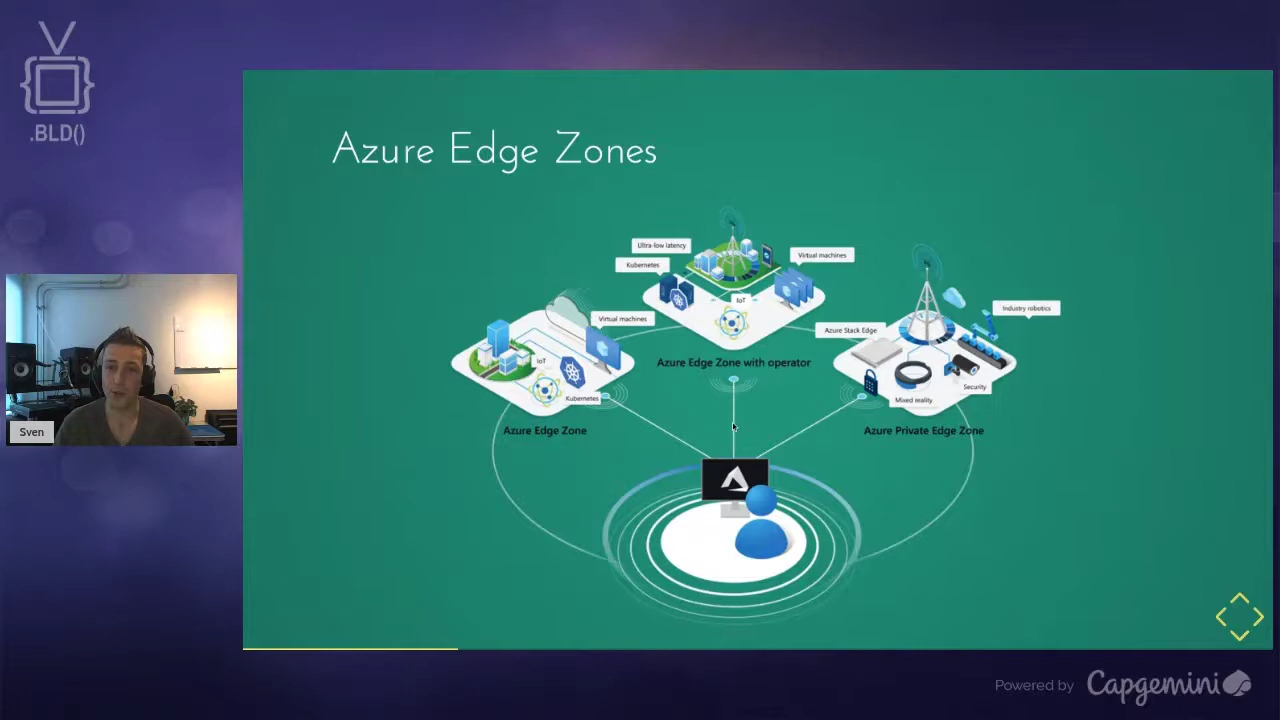 .BLD()
Azure Edge Zones
Ultra-low latency
Kubernetes
Virtual machines
IoT
Azure Edge Zone with operator
Virtual machines
IoT
Kubernetes
Azure Edge Zone
Azure Stack Edge
Industry robotics
Security
Mixed reality
Azure Private Edge Zone
Sven
Powered by Capgemini